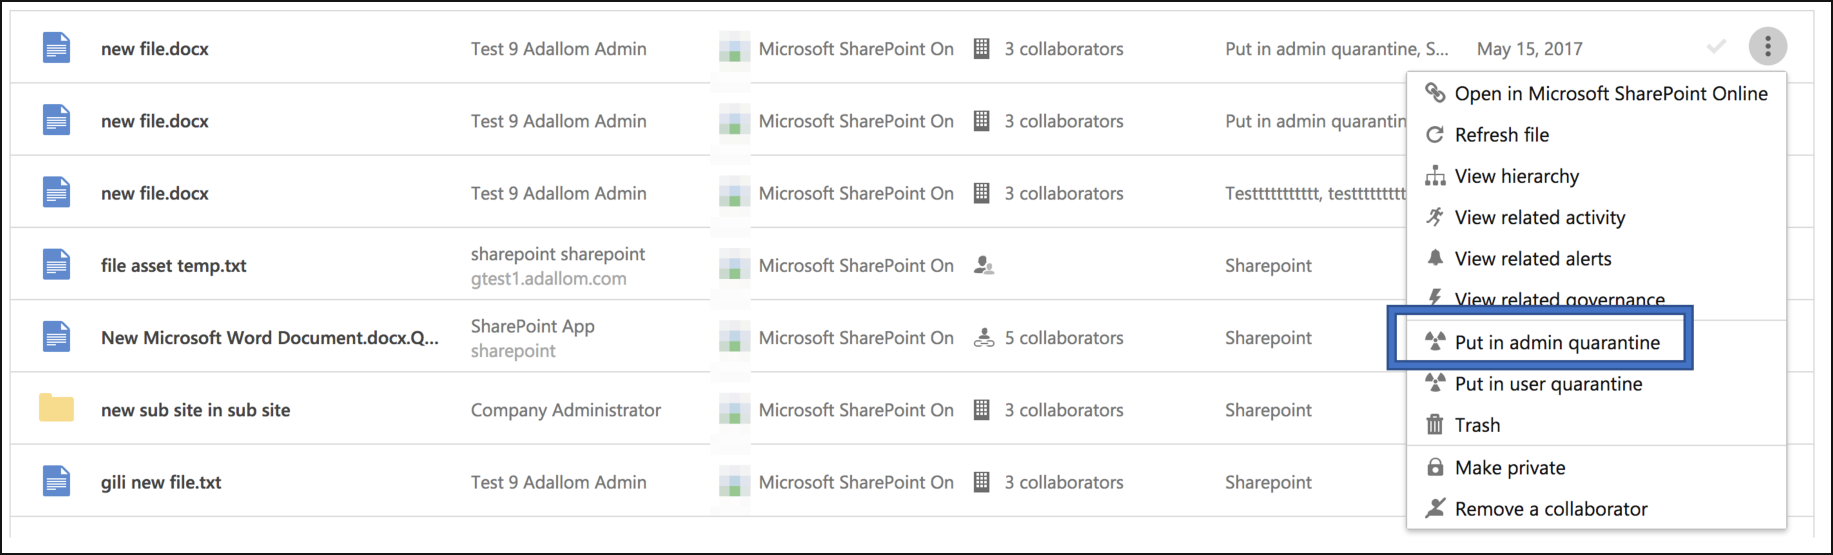 new file.docx Test 9 Adallom Admin Microsoft SharePoint On 3 collaborators Put in admin quarantine, S... May 15, 2017
new file.docx Test 9 Adallom Admin Microsoft SharePoint On 3 collaborators Put in admin quarantin
new file.docx Test 9 Adallom Admin Microsoft SharePoint On 3 collaborators Testtttttttttt, testttttttttt
file asset temp.txt sharepoint sharepoint Microsoft SharePoint On Sharepoint
gtest1.adallom.com
New Microsoft Word Document.docx.Q... SharePoint App Microsoft SharePoint On 5 collaborators Sharepoint
sharepoint
new sub site in sub site Company Administrator Microsoft SharePoint On 3 collaborators Sharepoint
gili new file.txt Test 9 Adallom Admin Microsoft SharePoint On 3 collaborators Sharepoint
Open in Microsoft SharePoint Online
Refresh file
View hierarchy
View related activity
View related alerts
View related governance
Put in admin quarantine
Put in user quarantine
Trash
Make private
Remove a collaborator